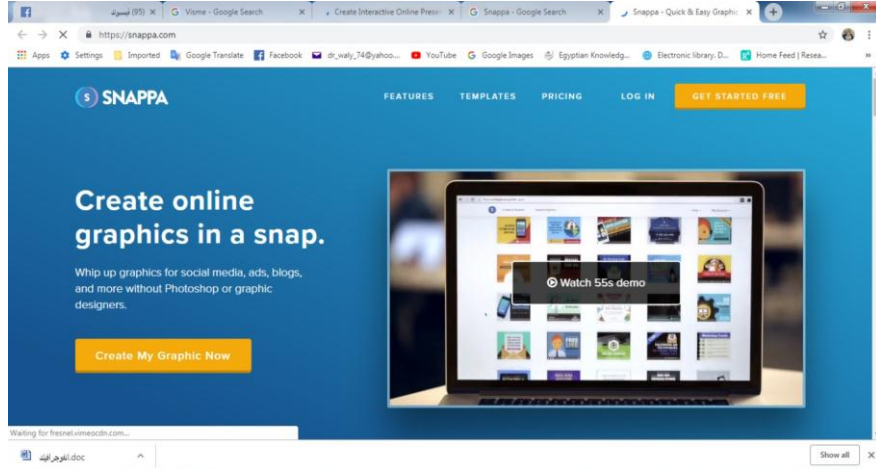 (95) فيسبوك
Visme - Google Search
Create Interactive Online Prese
Snappa - Google Search
Snappa - Quick & Easy Graphic
https://snappa.com
Apps Settings Imported Google Translate Facebook dr_waly_74@yahoo... YouTube Google Images Egyptian Knowledg... Electronic library. D... Home Feed | Resea...
S SNAPPA
FEATURES TEMPLATES PRICING LOG IN GET STARTED FREE
Create online
graphics in a snap.
Whip up graphics for social media, ads, blogs,
and more without Photoshop or graphic
designers.
Create My Graphic Now
Watch 55s demo
Waiting for fresnel.vimeocdn.com...
انفوجرافيك.doc
Show all